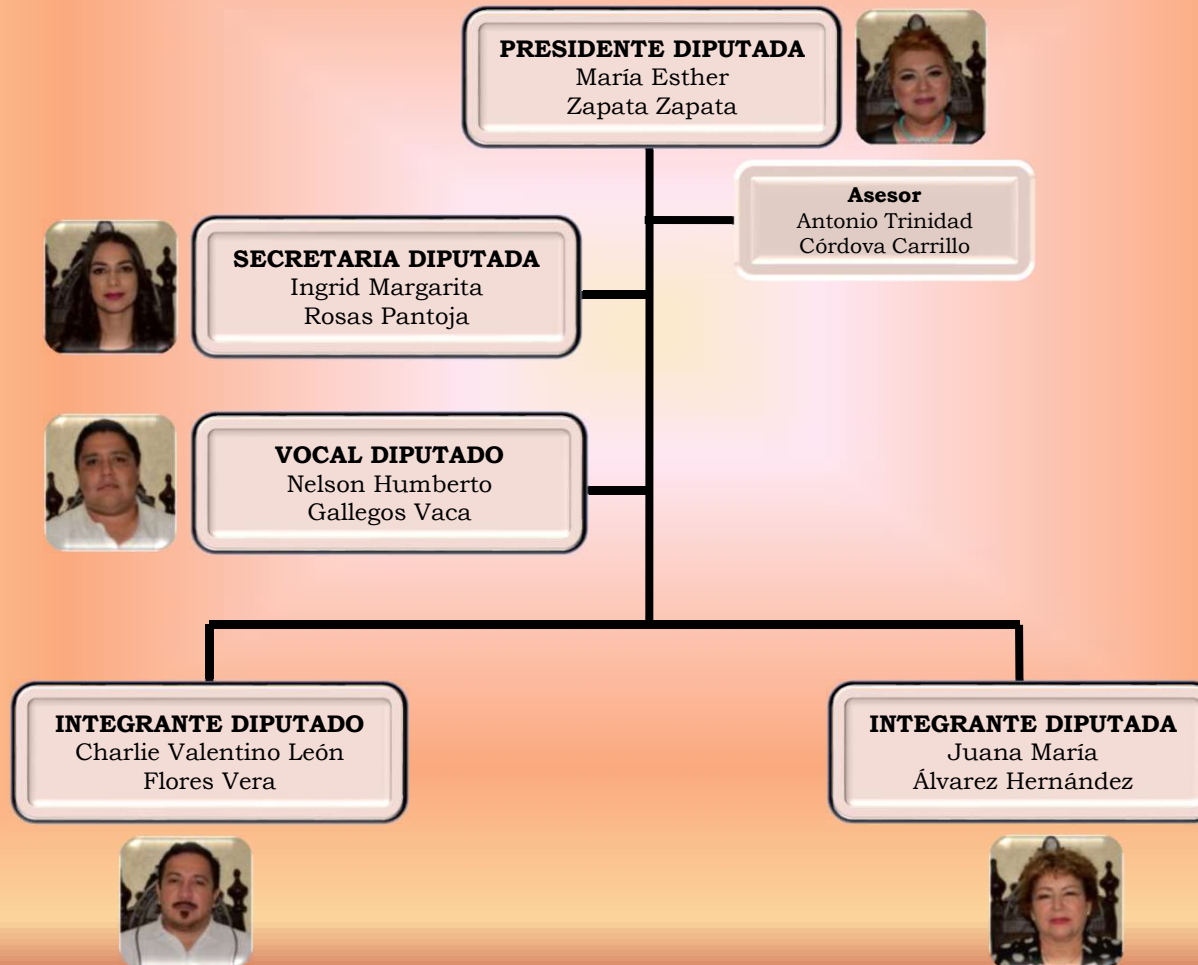 PRESIDENTE DIPUTADA
María Esther
Zapata Zapata
Asesor
Antonio Trinidad
Córdova Carrillo
SECRETARIA DIPUTADA
Ingrid Margarita
Rosas Pantoja
VOCAL DIPUTADO
Nelson Humberto
Gallegos Vaca
INTEGRANTE DIPUTADO
Charlie Valentino León
Flores Vera
INTEGRANTE DIPUTADA
Juana María
Álvarez Hernández